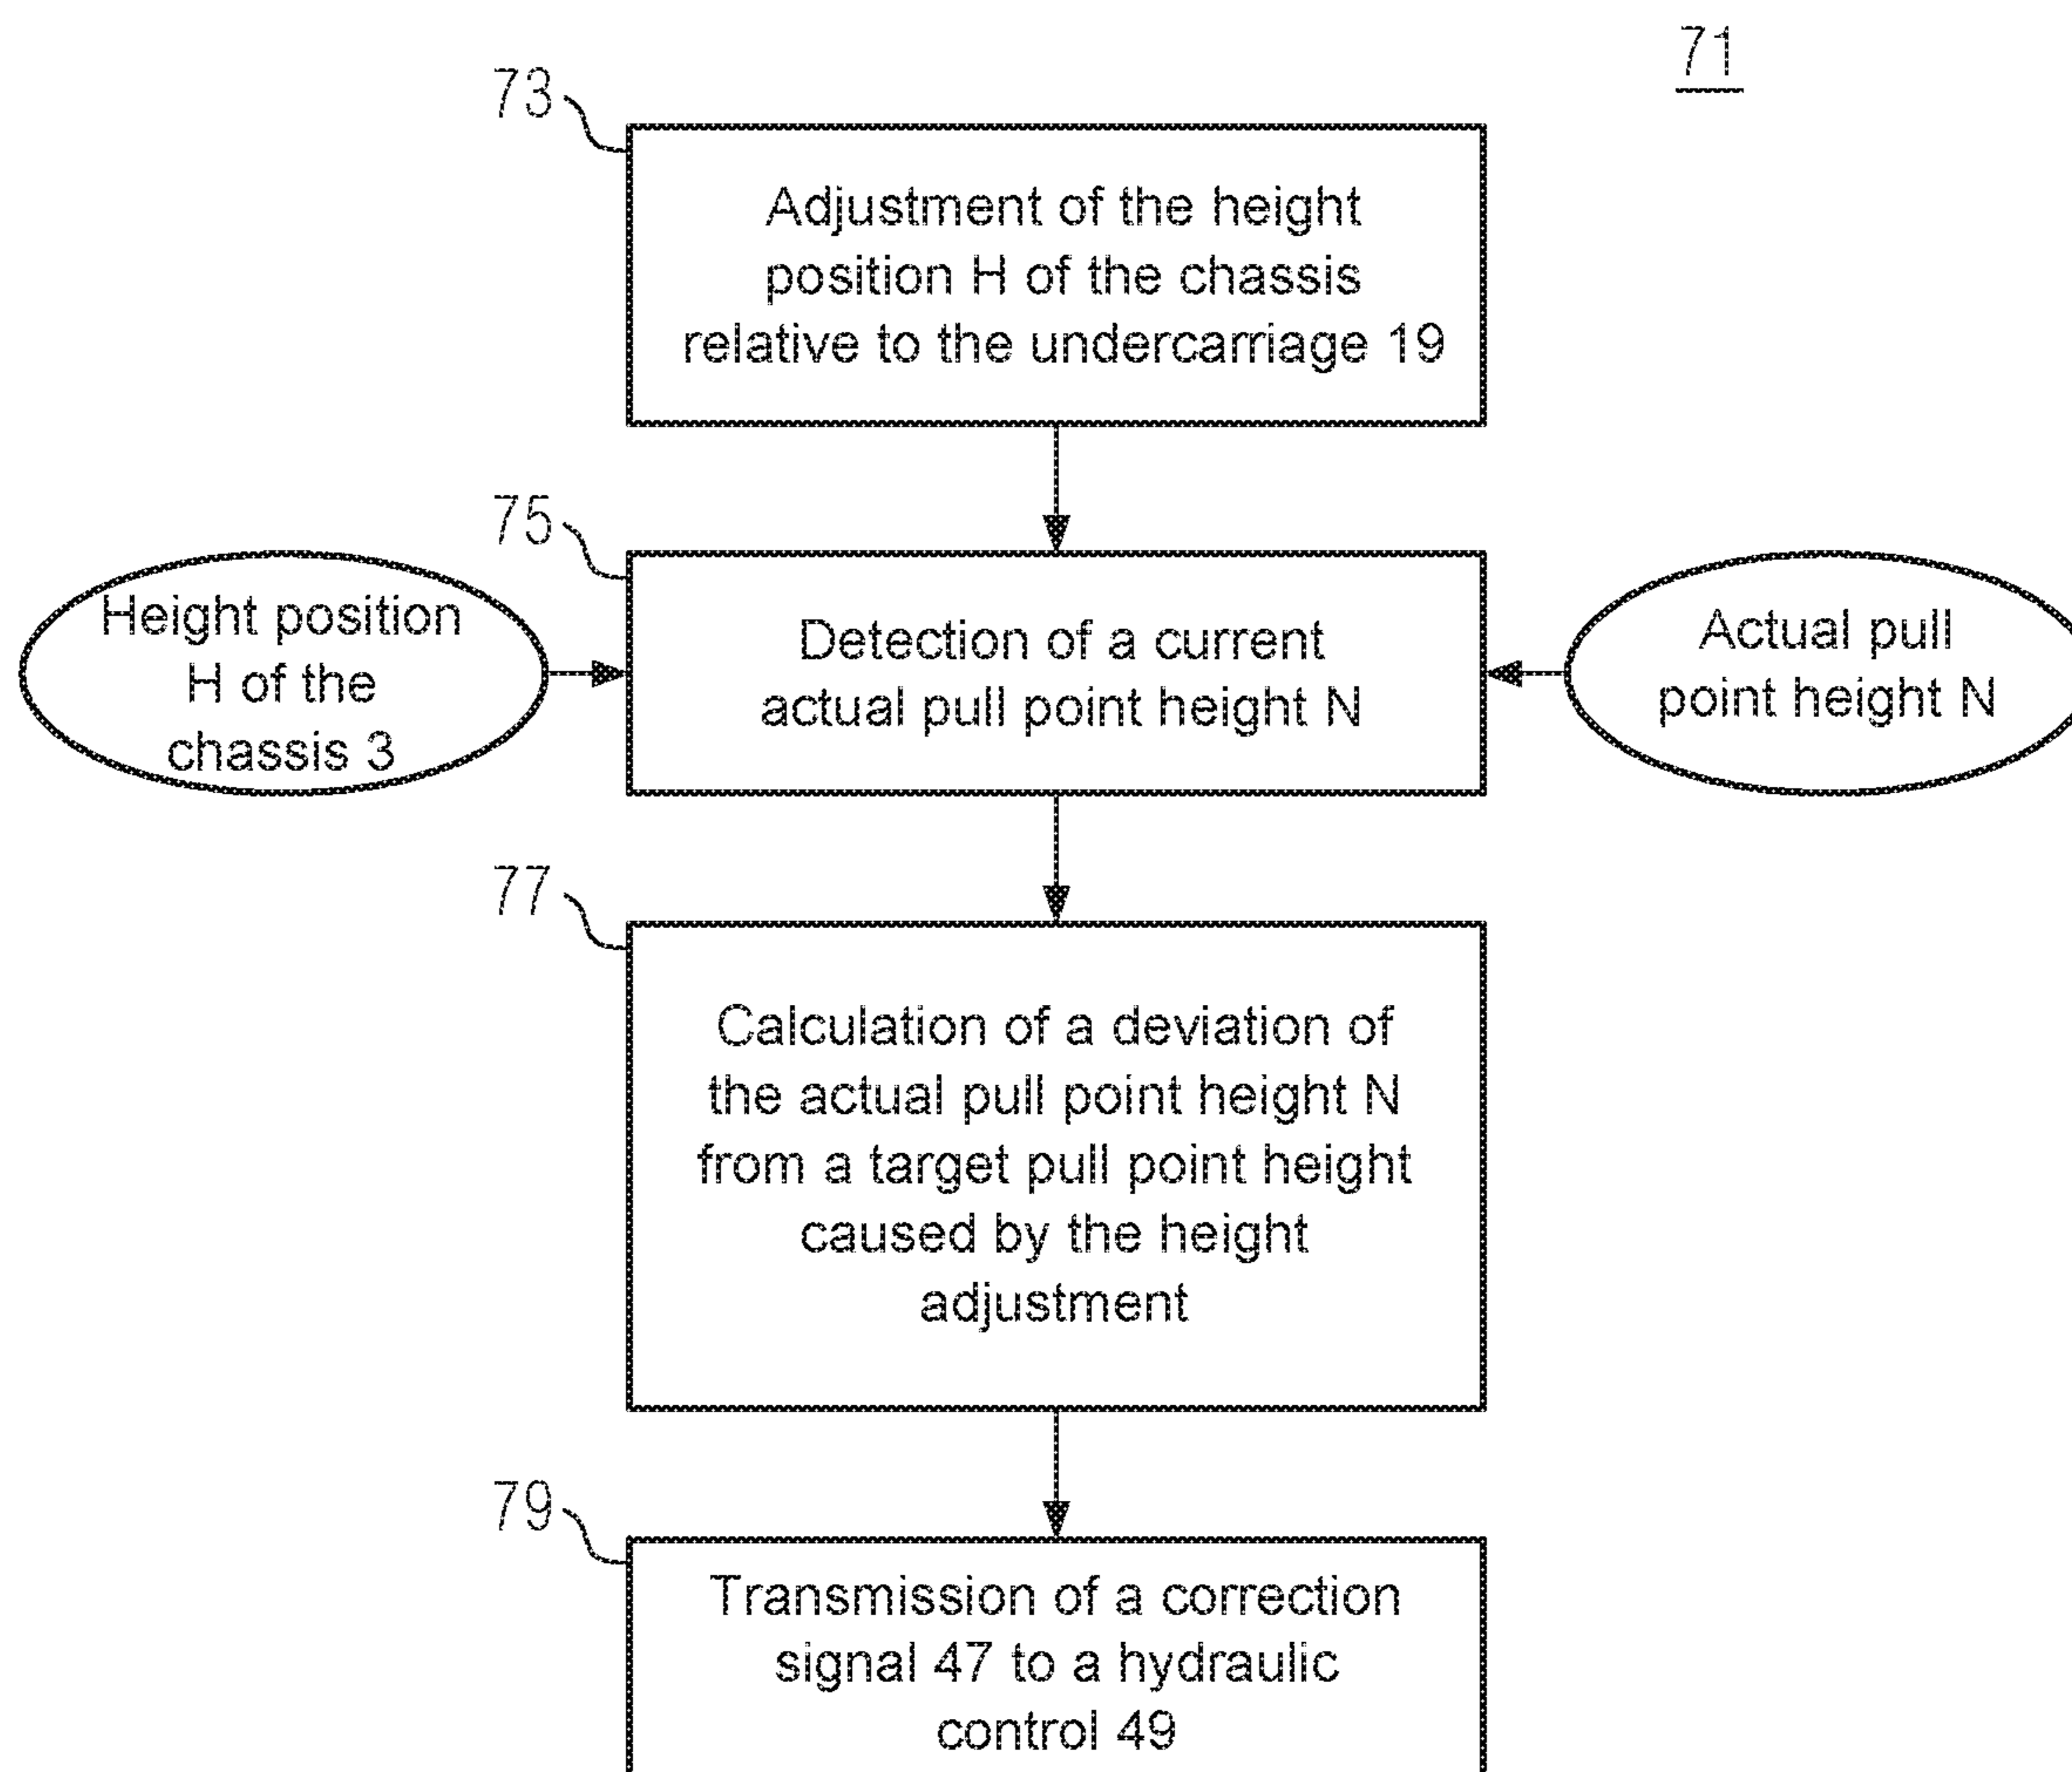 71
73
Adjustment of the height
position H of the chassis
relative to the undercarriage 19
75
Height position
H of the
chassis 3
Detection of a current
actual pull point height N
Actual pull
point height N
77
Calculation of a deviation of
the actual pull point height N
from a target pull point height
caused by the height
adjustment
79
Transmission of a correction
signal 47 to a hydraulic
control 49